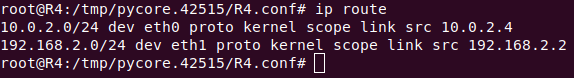 root@R4:/tmp/pycore.42515/R4.conf# ip route
10.0.2.0/24 dev eth0 proto kernel scope link src 10.0.2.4
192.168.2.0/24 dev eth1 proto kernel scope link src 192.168.2.2
root@R4:/tmp/pycore.42515/R4.conf#